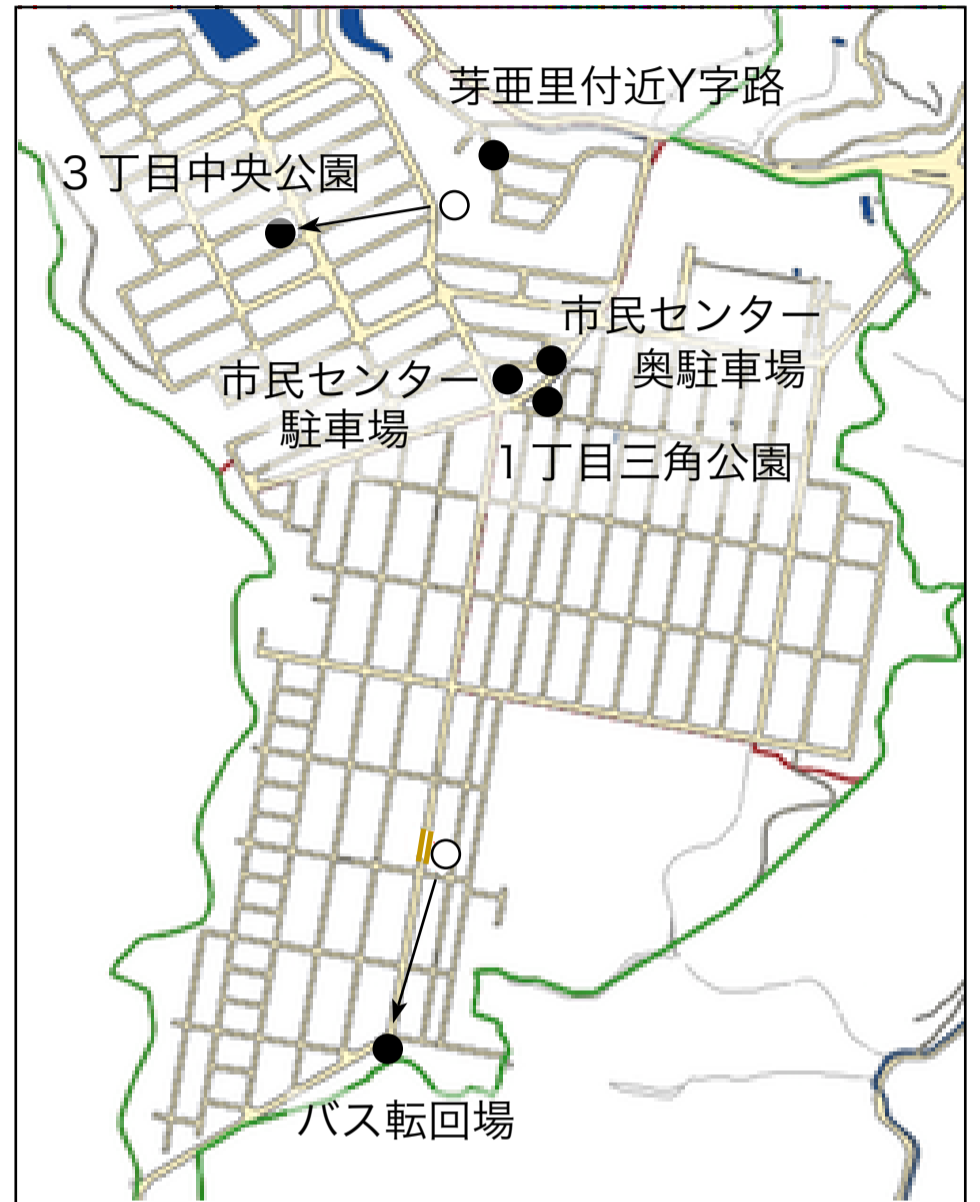 芽亜里付近Y字路
３丁目中央公園
市民センター
奥駐車場
市民センター
駐車場
１丁目三角公園
バス転回場